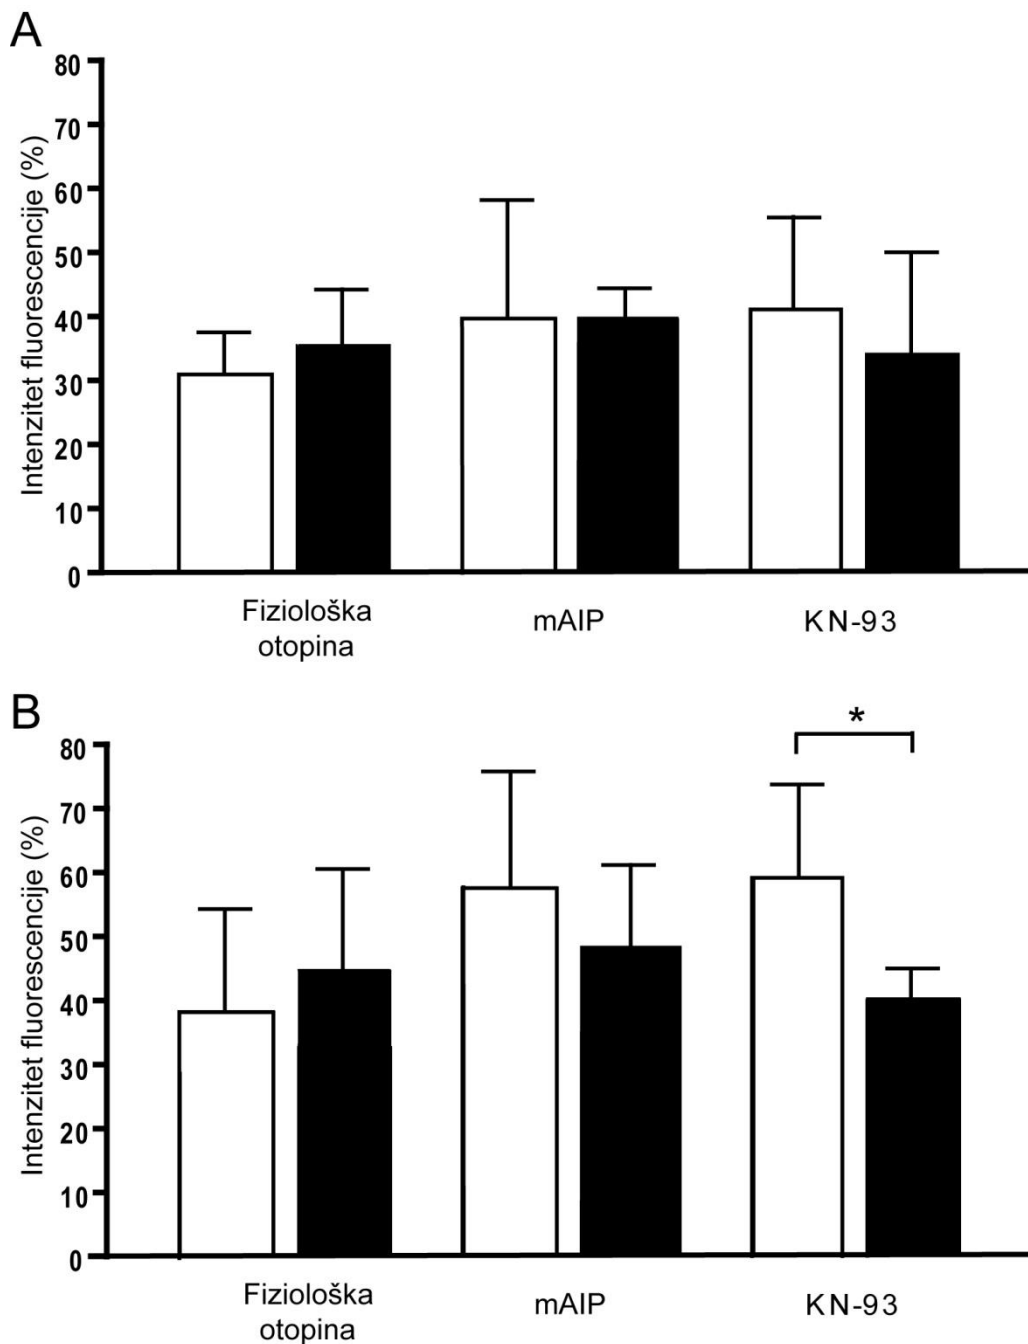 A
Intenzitet fluorescencije (%)
80
70
60
50
40
30
20
10
0
Fiziološka
otopina
mAIP
KN-93
B
*
Intenzitet fluorescencije (%)
80
70
60
50
40
30
20
10
0
Fiziološka
otopina
mAIP
KN-93